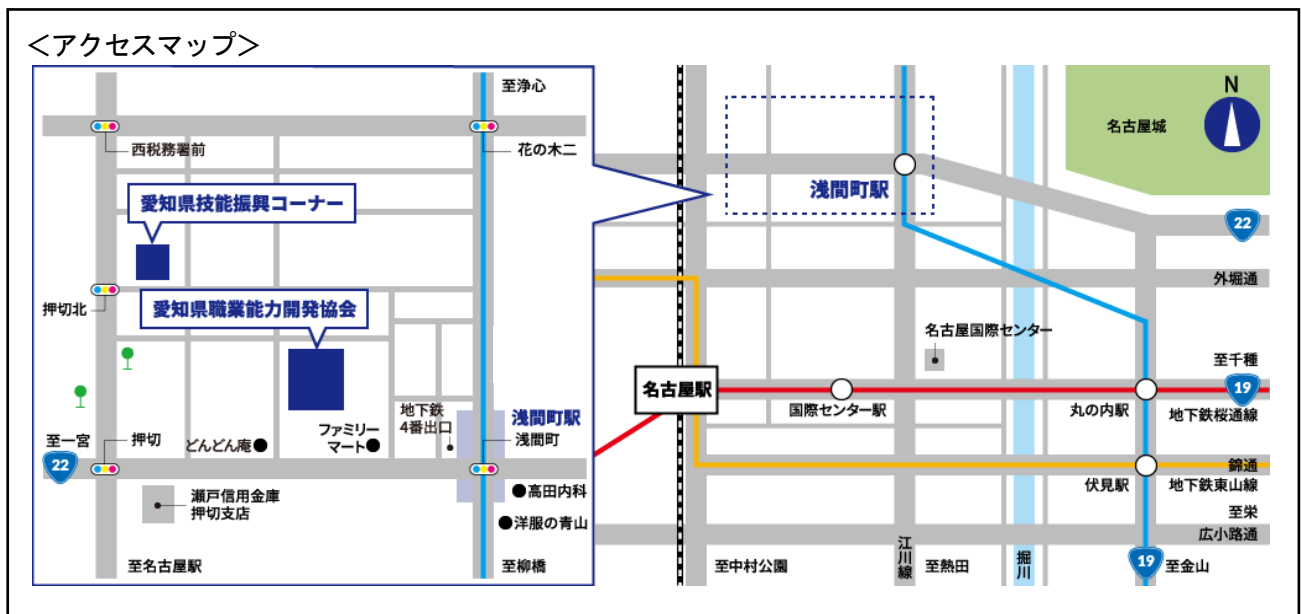 ＜アクセスマップ＞
至浄心
西税務署前
花の木二
愛知県技能振興コーナー
押切北
愛知県職業能力開発協会
地下鉄
4番出口
浅間町駅
浅間町
至一宮
22
押切
どんどん庵
ファミリー
マート
瀬戸信用金庫
押切支店
高田内科
洋服の青山
至名古屋駅
至柳橋
N
名古屋城
浅間町駅
22
外堀通
名古屋国際センター
至千種
19
名古屋駅
国際センター駅
丸の内駅
地下鉄桜通線
錦通
伏見駅
地下鉄東山線
至栄
広小路通
至中村公園
江川線
至熱田
堀川
19
至金山